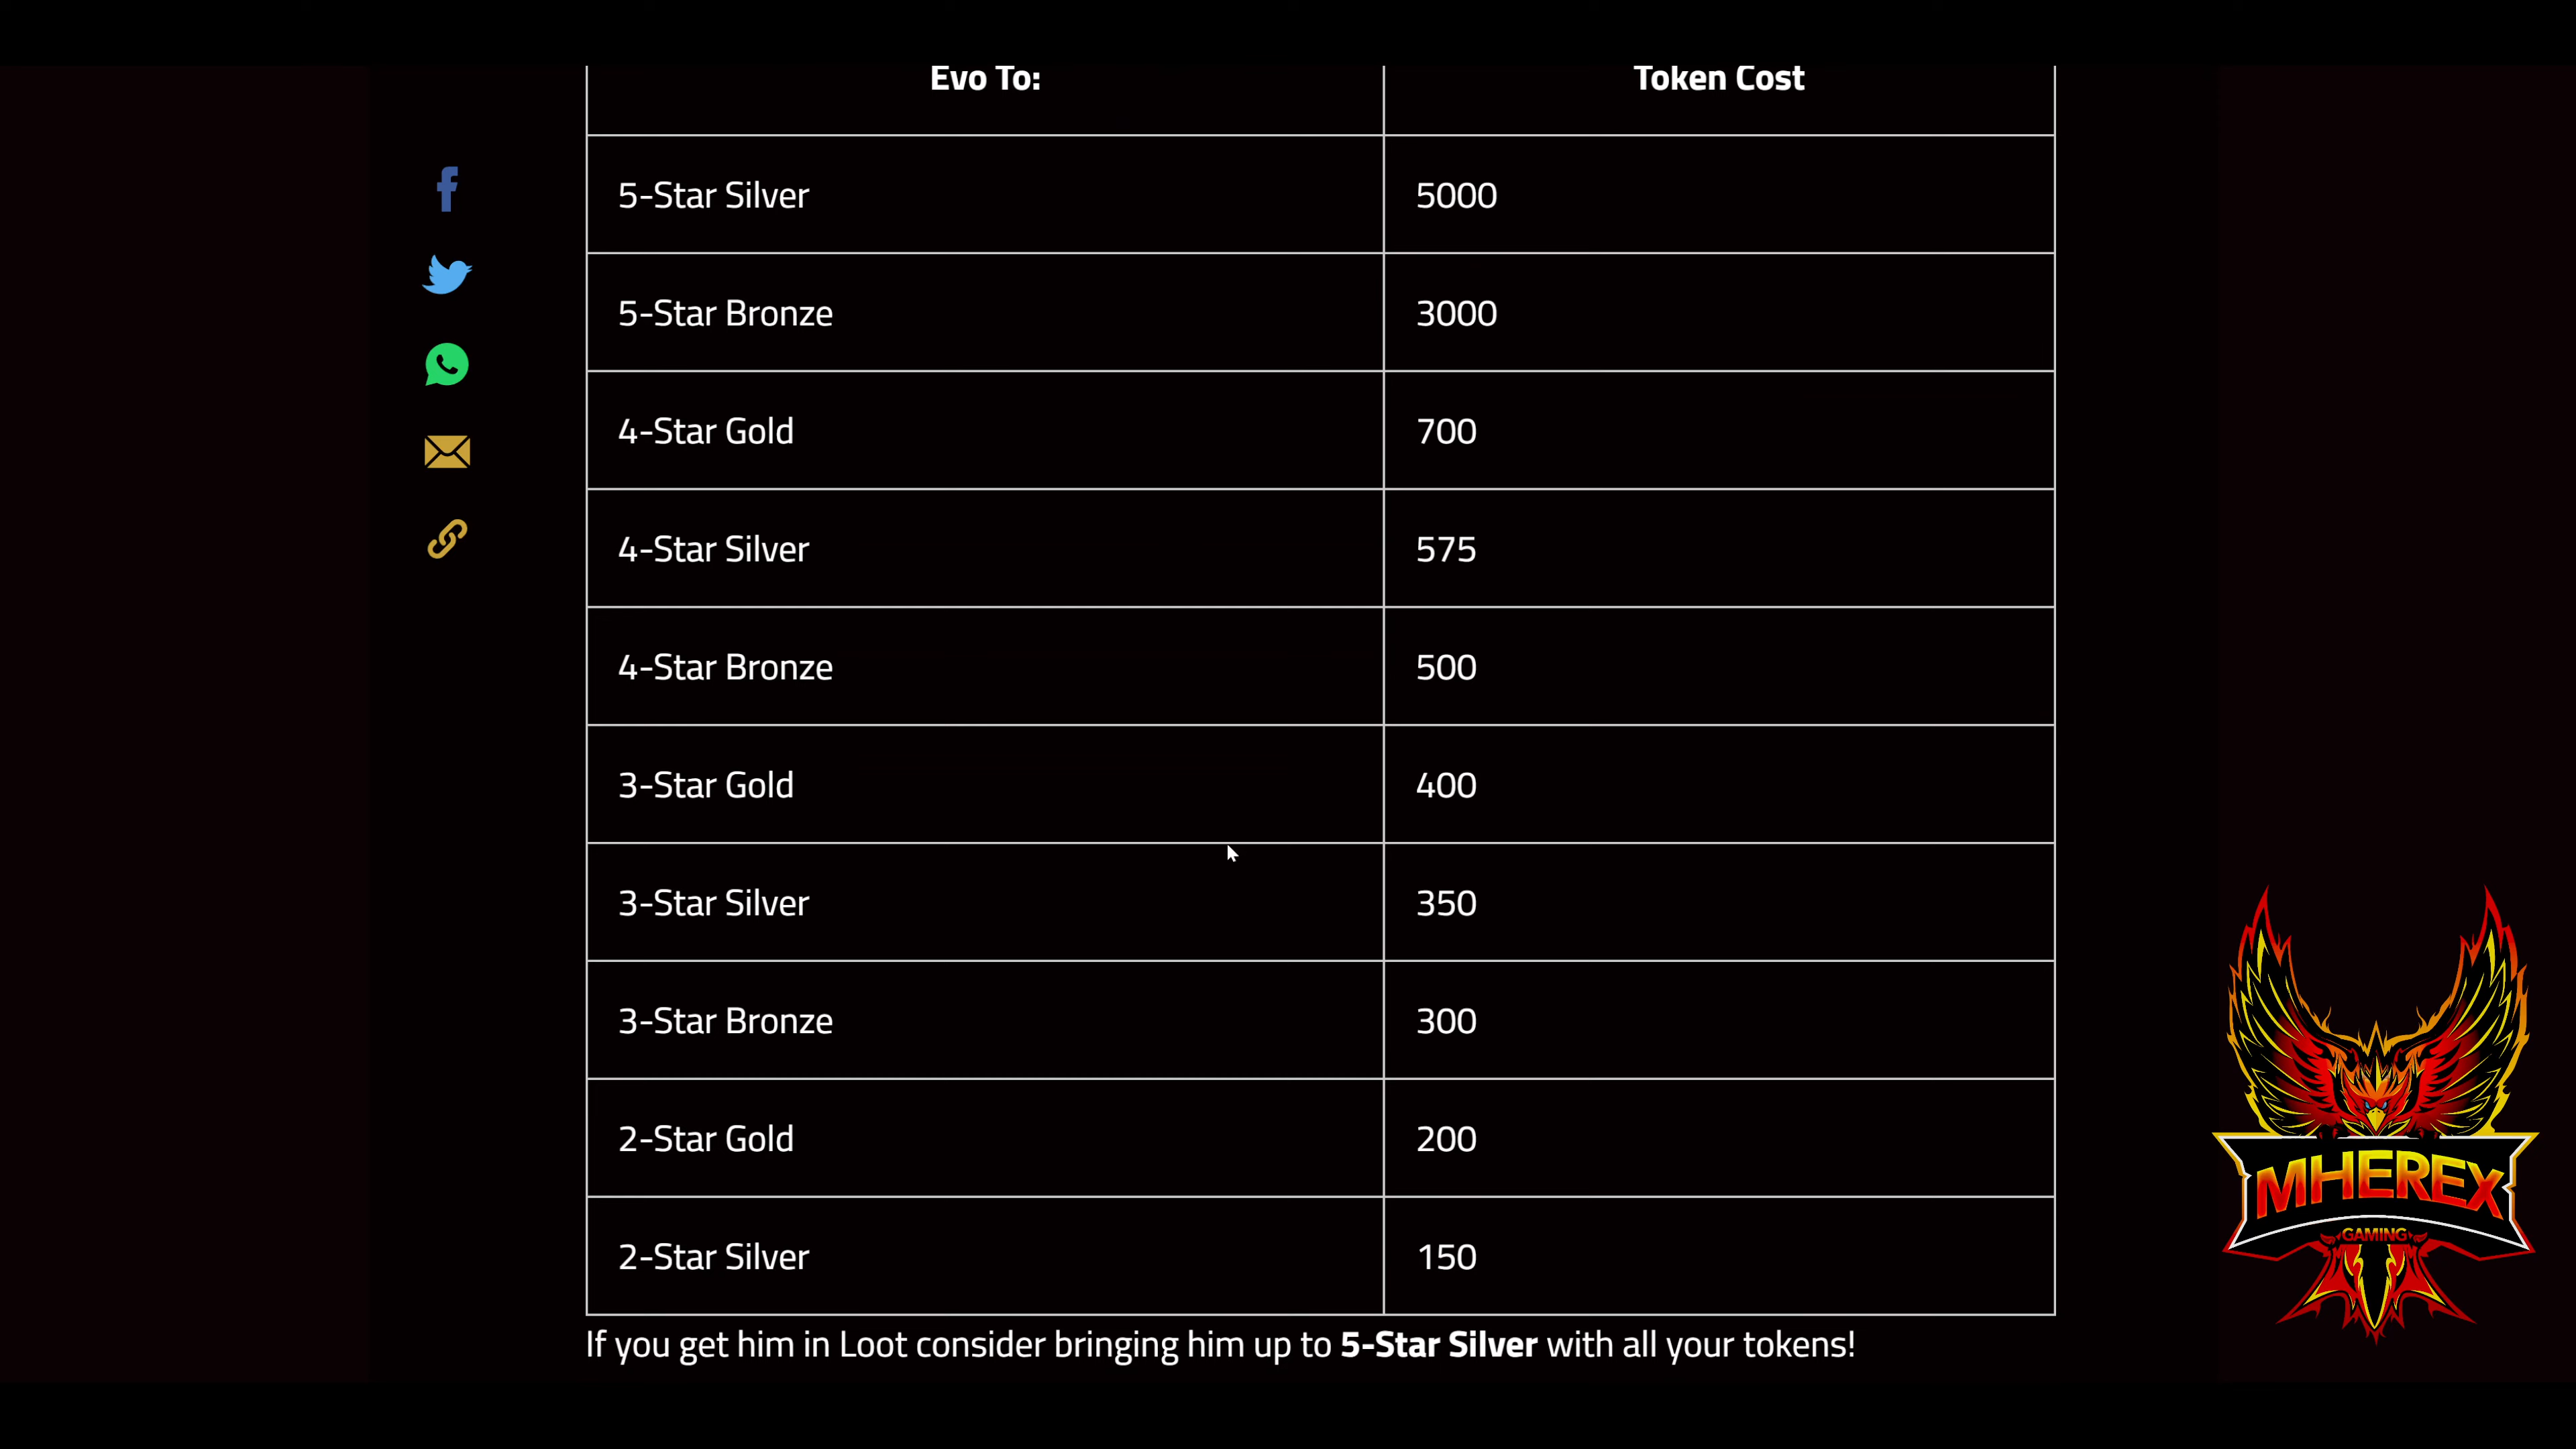 Evo To: Token Cost
5-Star Silver 5000
5-Star Bronze 3000
4-Star Gold 700
4-Star Silver 575
4-Star Bronze 500
3-Star Gold 400
3-Star Silver 350
3-Star Bronze 300
2-Star Gold 200
2-Star Silver 150
If you get him in Loot consider bringing him up to 5-Star Silver with all your tokens!
MHEREX
GAMING